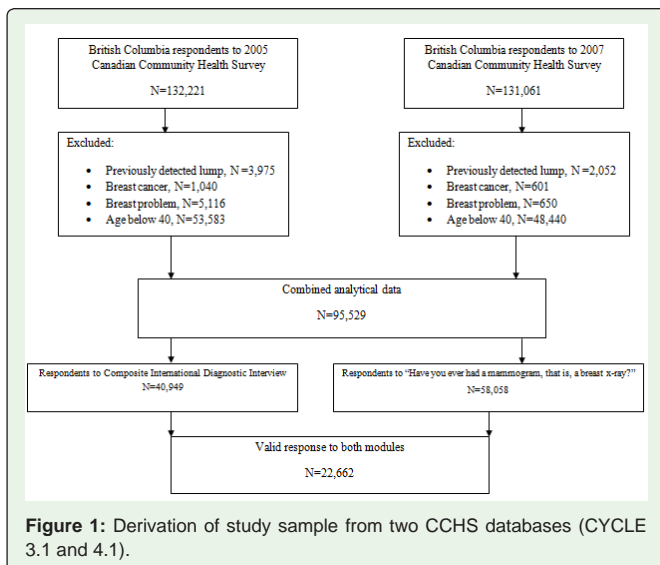 British Columbia respondents to 2005
Canadian Community Health Survey
N=132,221
British Columbia respondents to 2007
Canadian Community Health Survey
N=131,061
Excluded:
• Previously detected lump, N =3,975
• Breast cancer, N=1,040
• Breast problem, N=5,116
• Age below 40, N=53,583
Excluded:
• Previously detected lump, N =2,052
• Breast cancer, N=601
• Breast problem, N=650
• Age below 40, N=48,440
Combined analytical data
N=95,529
Respondents to Composite International Diagnostic Interview
N=40,949
Respondents to "Have you ever had a mammogram, that is, a breast x-ray?"
N=58,058
Valid response to both modules
N=22,662
Figure 1: Derivation of study sample from two CCHS databases (CYCLE
3.1 and 4.1).